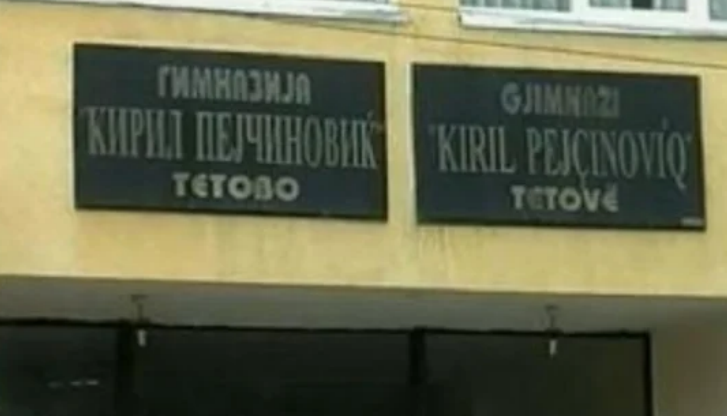 ГИМНАЗИЈА
"КИРИЛ ПЕЈЧИНОВИЌ"
ТЕТОВО
GJIMNAZI
"KIRIL PEJÇINOVIQ"
TETOVË